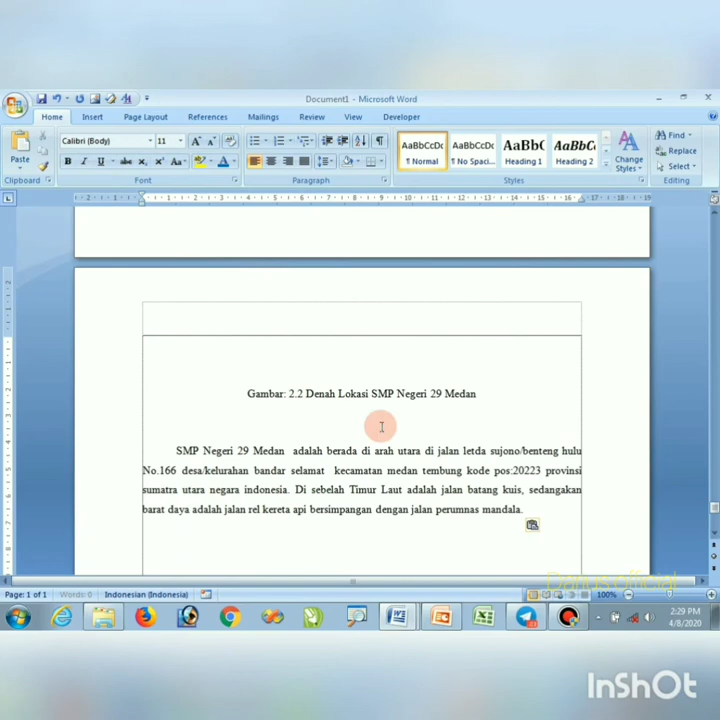 Document1 - Microsoft Word
Home Insert Page Layout References Mailings Review View Developer
Paste
Calibri (Body) 11
AaBbCcDc AaBbCcDc AaBbC AaBbCc
¶ Normal ¶ No Spaci... Heading 1 Heading 2
Change Styles
Find
Replace
Select
Clipboard Font Paragraph Styles Editing
Gambar: 2.2 Denah Lokasi SMP Negeri 29 Medan
SMP Negeri 29 Medan adalah berada di arah utara di jalan letda sujono/benteng hulu
No.166 desa/kelurahan bandar selamat kecamatan medan tembung kode pos:20223 provinsi
sumatra utara negara indonesia. Di sebelah Timur Laut adalah jalan batang kuis, sedangakan
barat daya adalah jalan rel kereta api bersimpangan dengan jalan perumnas mandala.
Page: 1 of 1 Words: 0 Indonesian (Indonesia) 100%
2:29 PM
4/8/2020
InShOt